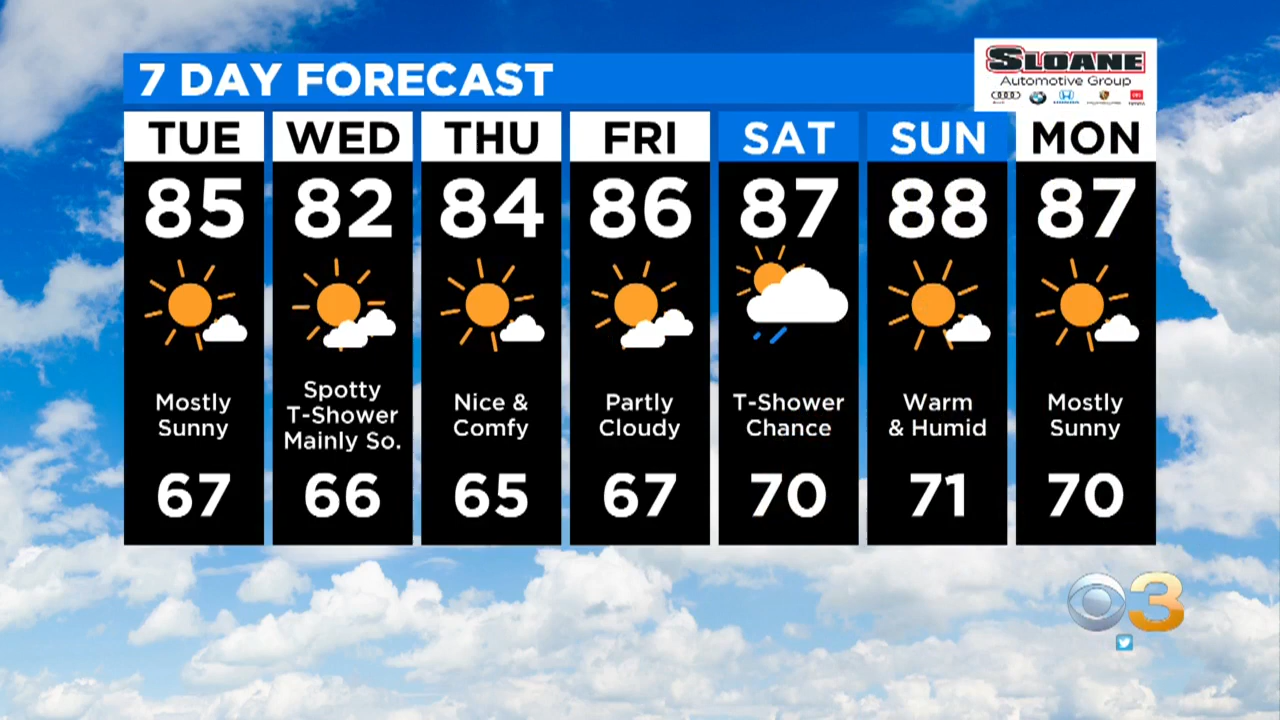 7 DAY FORECAST
SLOANE
Automotive Group
TUE
85
Mostly
Sunny
67
WED
82
Spotty
T-Shower
Mainly So.
66
THU
84
Nice &
Comfy
65
FRI
86
Partly
Cloudy
67
SAT
87
T-Shower
Chance
70
SUN
88
Warm
& Humid
71
MON
87
Mostly
Sunny
70
3